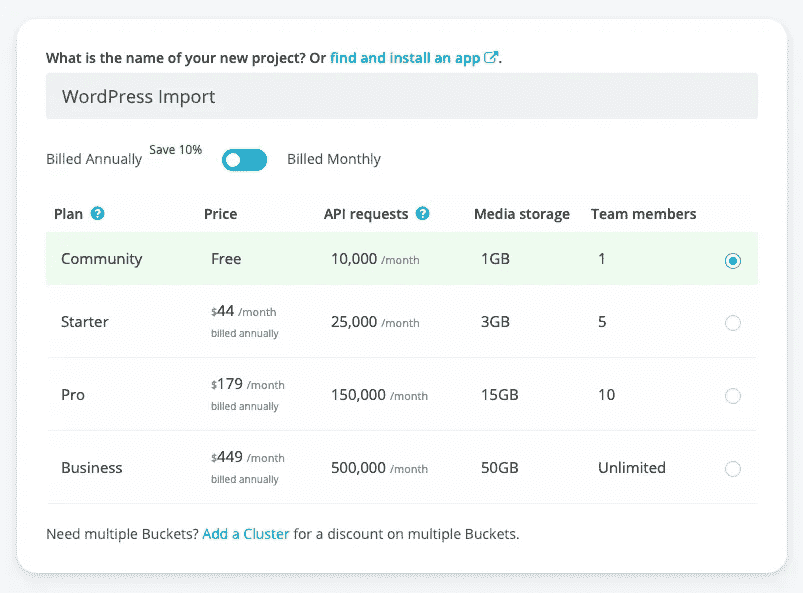 What is the name of your new project? Or find and install an app.
WordPress Import
Billed Annually Save 10% Billed Monthly
Plan ? Price API requests ? Media storage Team members
Community Free 10,000 /month 1GB 1
Starter $44 /month billed annually 25,000 /month 3GB 5
Pro $179 /month billed annually 150,000 /month 15GB 10
Business $449 /month billed annually 500,000 /month 50GB Unlimited
Need multiple Buckets? Add a Cluster for a discount on multiple Buckets.